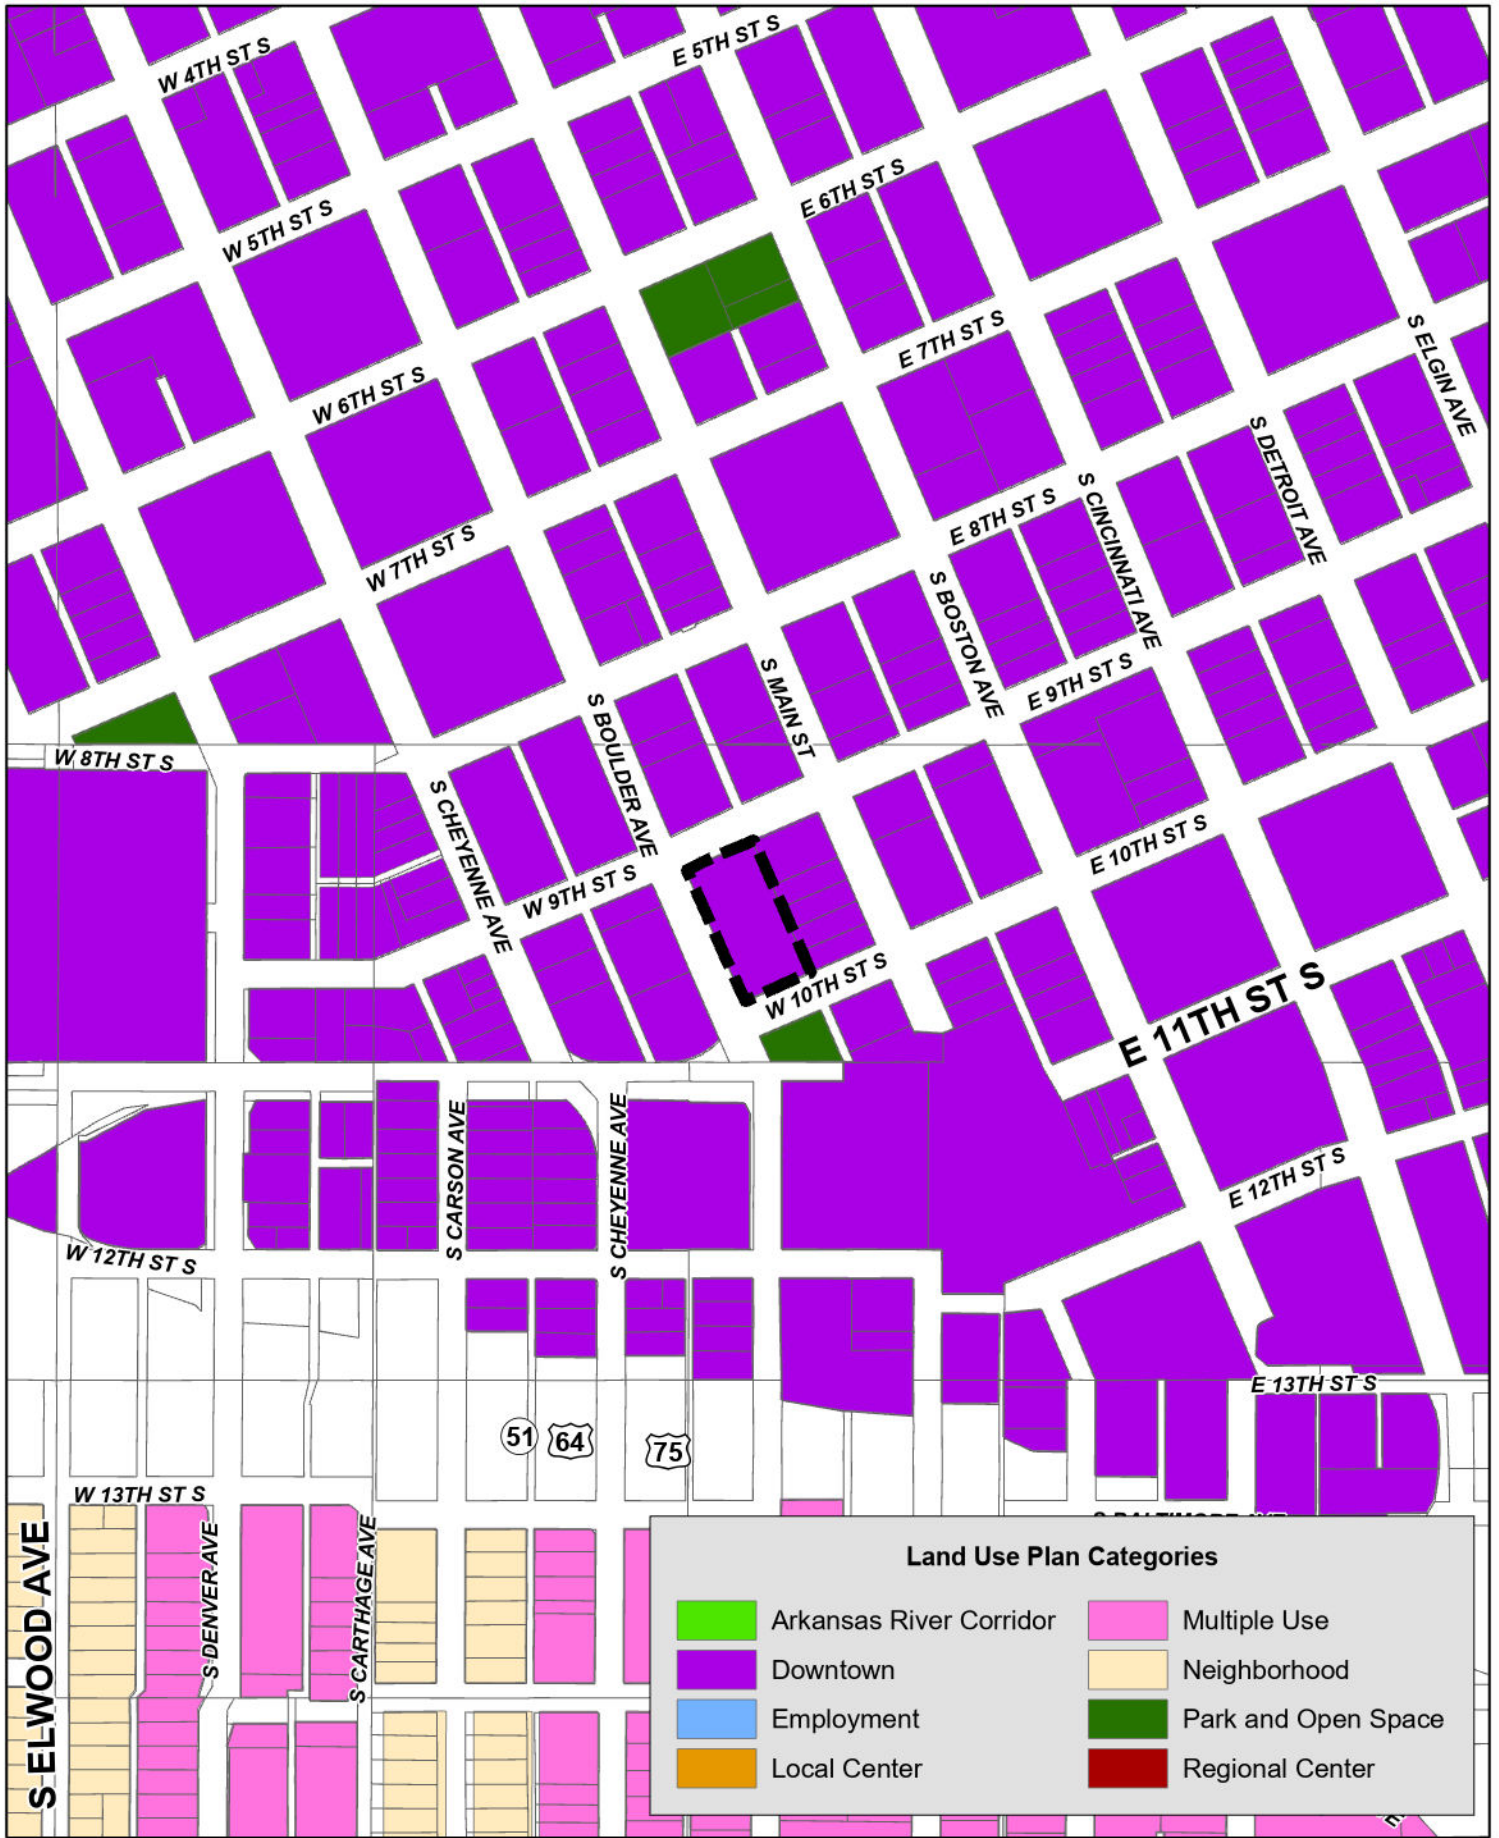 W 4TH ST S
E 5TH ST S
W 5TH ST S
E 6TH ST S
W 6TH ST S
E 7TH ST S
S ELGIN AVE
W 7TH ST S
E 8TH ST S
S CINCINNATI AVE
S DETROIT AVE
S BOSTON AVE
S MAIN ST
E 9TH ST S
S BOULDER AVE
W 8TH ST S
S CHEYENNE AVE
W 9TH ST S
E 10TH ST S
W 10TH ST S
E 11TH ST S
S CARSON AVE
S CHEYENNE AVE
E 12TH ST S
W 12TH ST S
E 13TH ST S
51
64
75
W 13TH ST S
S ELWOOD AVE
S DENVER AVE
S CARTHAGE AVE
S BALTIMORE AVE
Land Use Plan Categories
Arkansas River Corridor
Downtown
Employment
Local Center
Multiple Use
Neighborhood
Park and Open Space
Regional Center